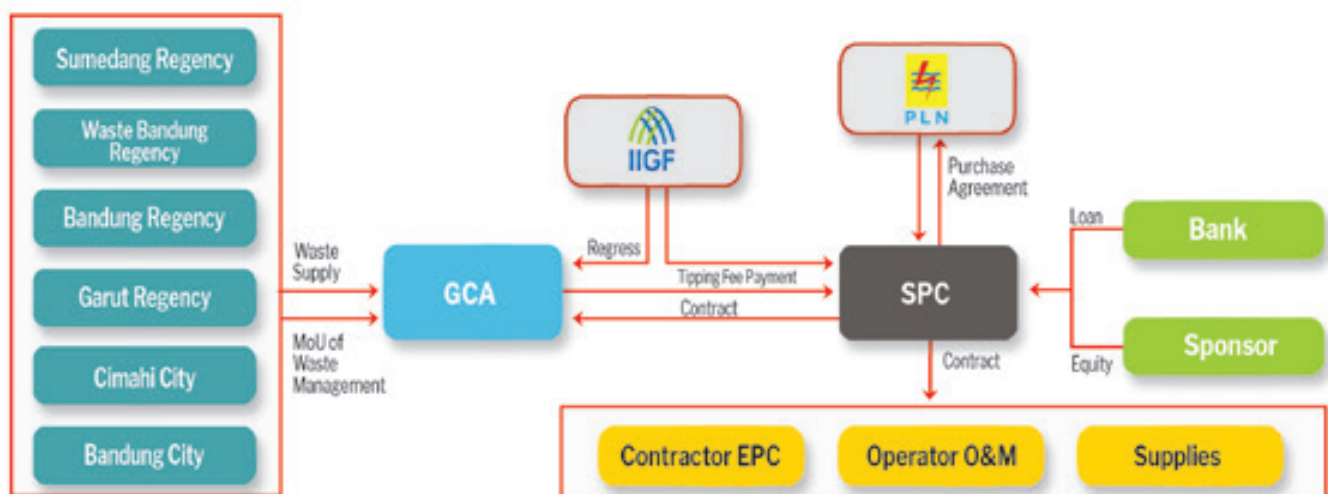 Sumedang Regency
Waste Bandung
Regency
Bandung Regency
Garut Regency
Cimahi City
Bandung City
Waste
Supply
MoU of
Waste
Management
GCA
IIGF
Regress
Tipping Fee Payment
Contract
PLN
Purchase
Agreement
SPC
Contract
Loan
Equity
Bank
Sponsor
Contractor EPC
Operator O&M
Supplies